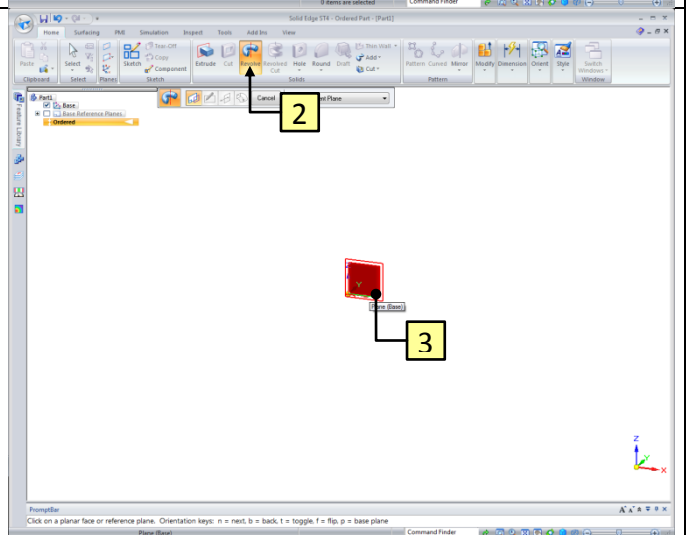 0 items are selected Command Finder
Solid Edge ST4 - Ordered Part - [Part1]
Home Surfacing PMI Simulation Inspect Tools Add Ins View
Tear-Off Thin Wall
Copy Add
Paste Select Sketch Component Extrude Cut Revolve Revolved Cut Hole Round Draft Cut Pattern Curved Mirror Modify Dimension Orient Style Switch Windows
Clipboard Select Planes Sketch Solids Pattern Window
Part1 Cancel nt Plane
Base
Base Reference Planes
Ordered
Feature Library
2
Y
Plane (Base)
3
Z
Y
X
PromptBar
Click on a planar face or reference plane. Orientation keys: n = next, b = back, t = toggle, f = flip, p = base plane
Plane (Base) Command Finder